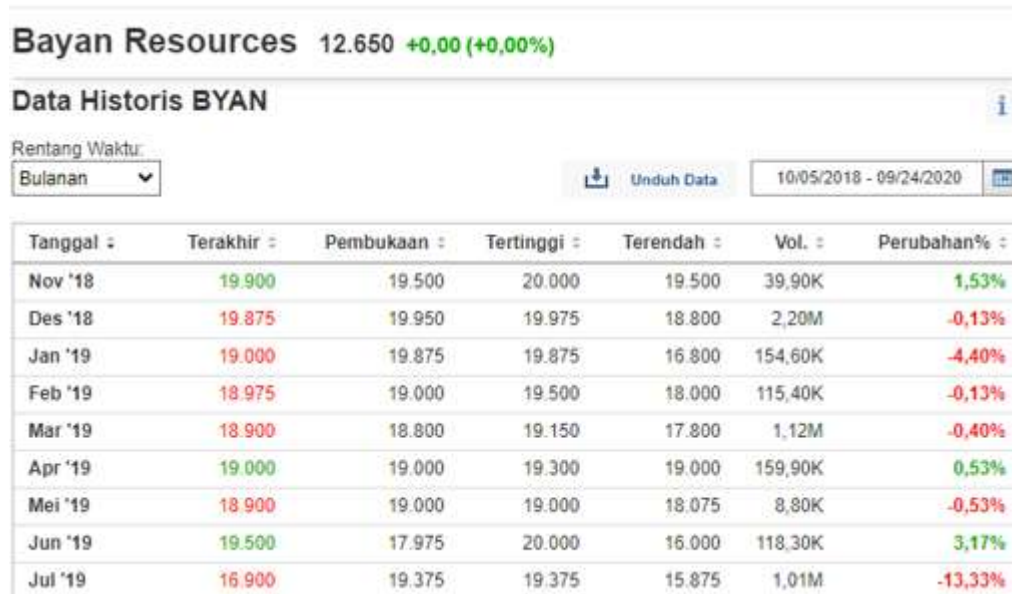 Bayan Resources 12.650 +0,00 (+0,00%)
Data Historis BYAN
Rentang Waktu:
Bulanan Unduh Data 10/05/2018 - 09/24/2020
Tanggal Terakhir Pembukaan Tertinggi Terendah Vol. Perubahan%
Nov '18 19.900 19.500 20.000 19.500 39,90K 1,53%
Des '18 19.875 19.950 19.975 18.800 2,20M -0,13%
Jan '19 19.000 19.875 19.875 16.800 154,60K -4,40%
Feb '19 18.975 19.000 19.500 18.000 115,40K -0,13%
Mar '19 18.900 18.800 19.150 17.800 1,12M -0,40%
Apr '19 19.000 19.000 19.300 19.000 159,90K 0,53%
Mei '19 18.900 19.000 19.000 18.075 8,80K -0,53%
Jun '19 19.500 17.975 20.000 16.000 118,30K 3,17%
Jul '19 16.900 19.375 19.375 15.875 1,01M -13,33%